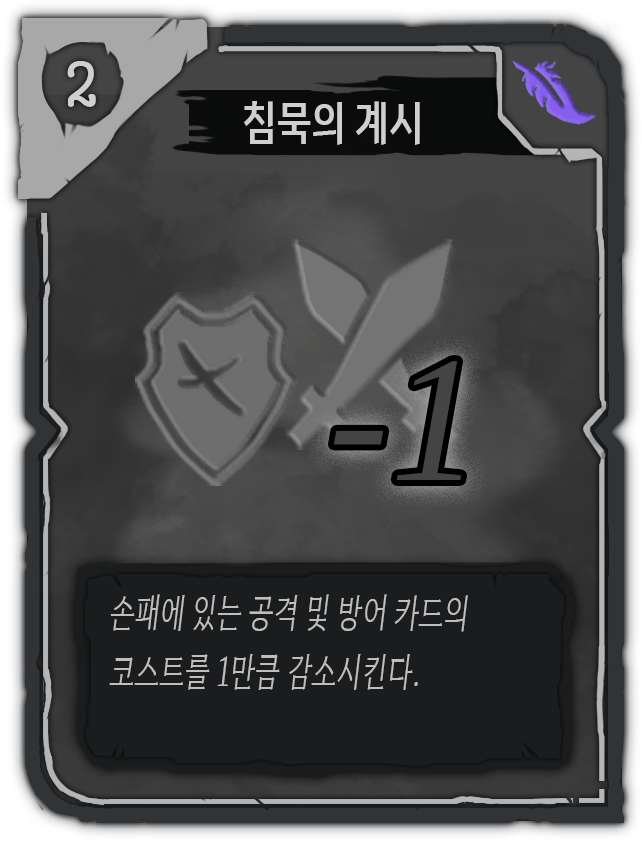 2
침묵의 계시
-1
손패에 있는 공격 및 방어 카드의
코스트를 1만큼 감소시킨다.